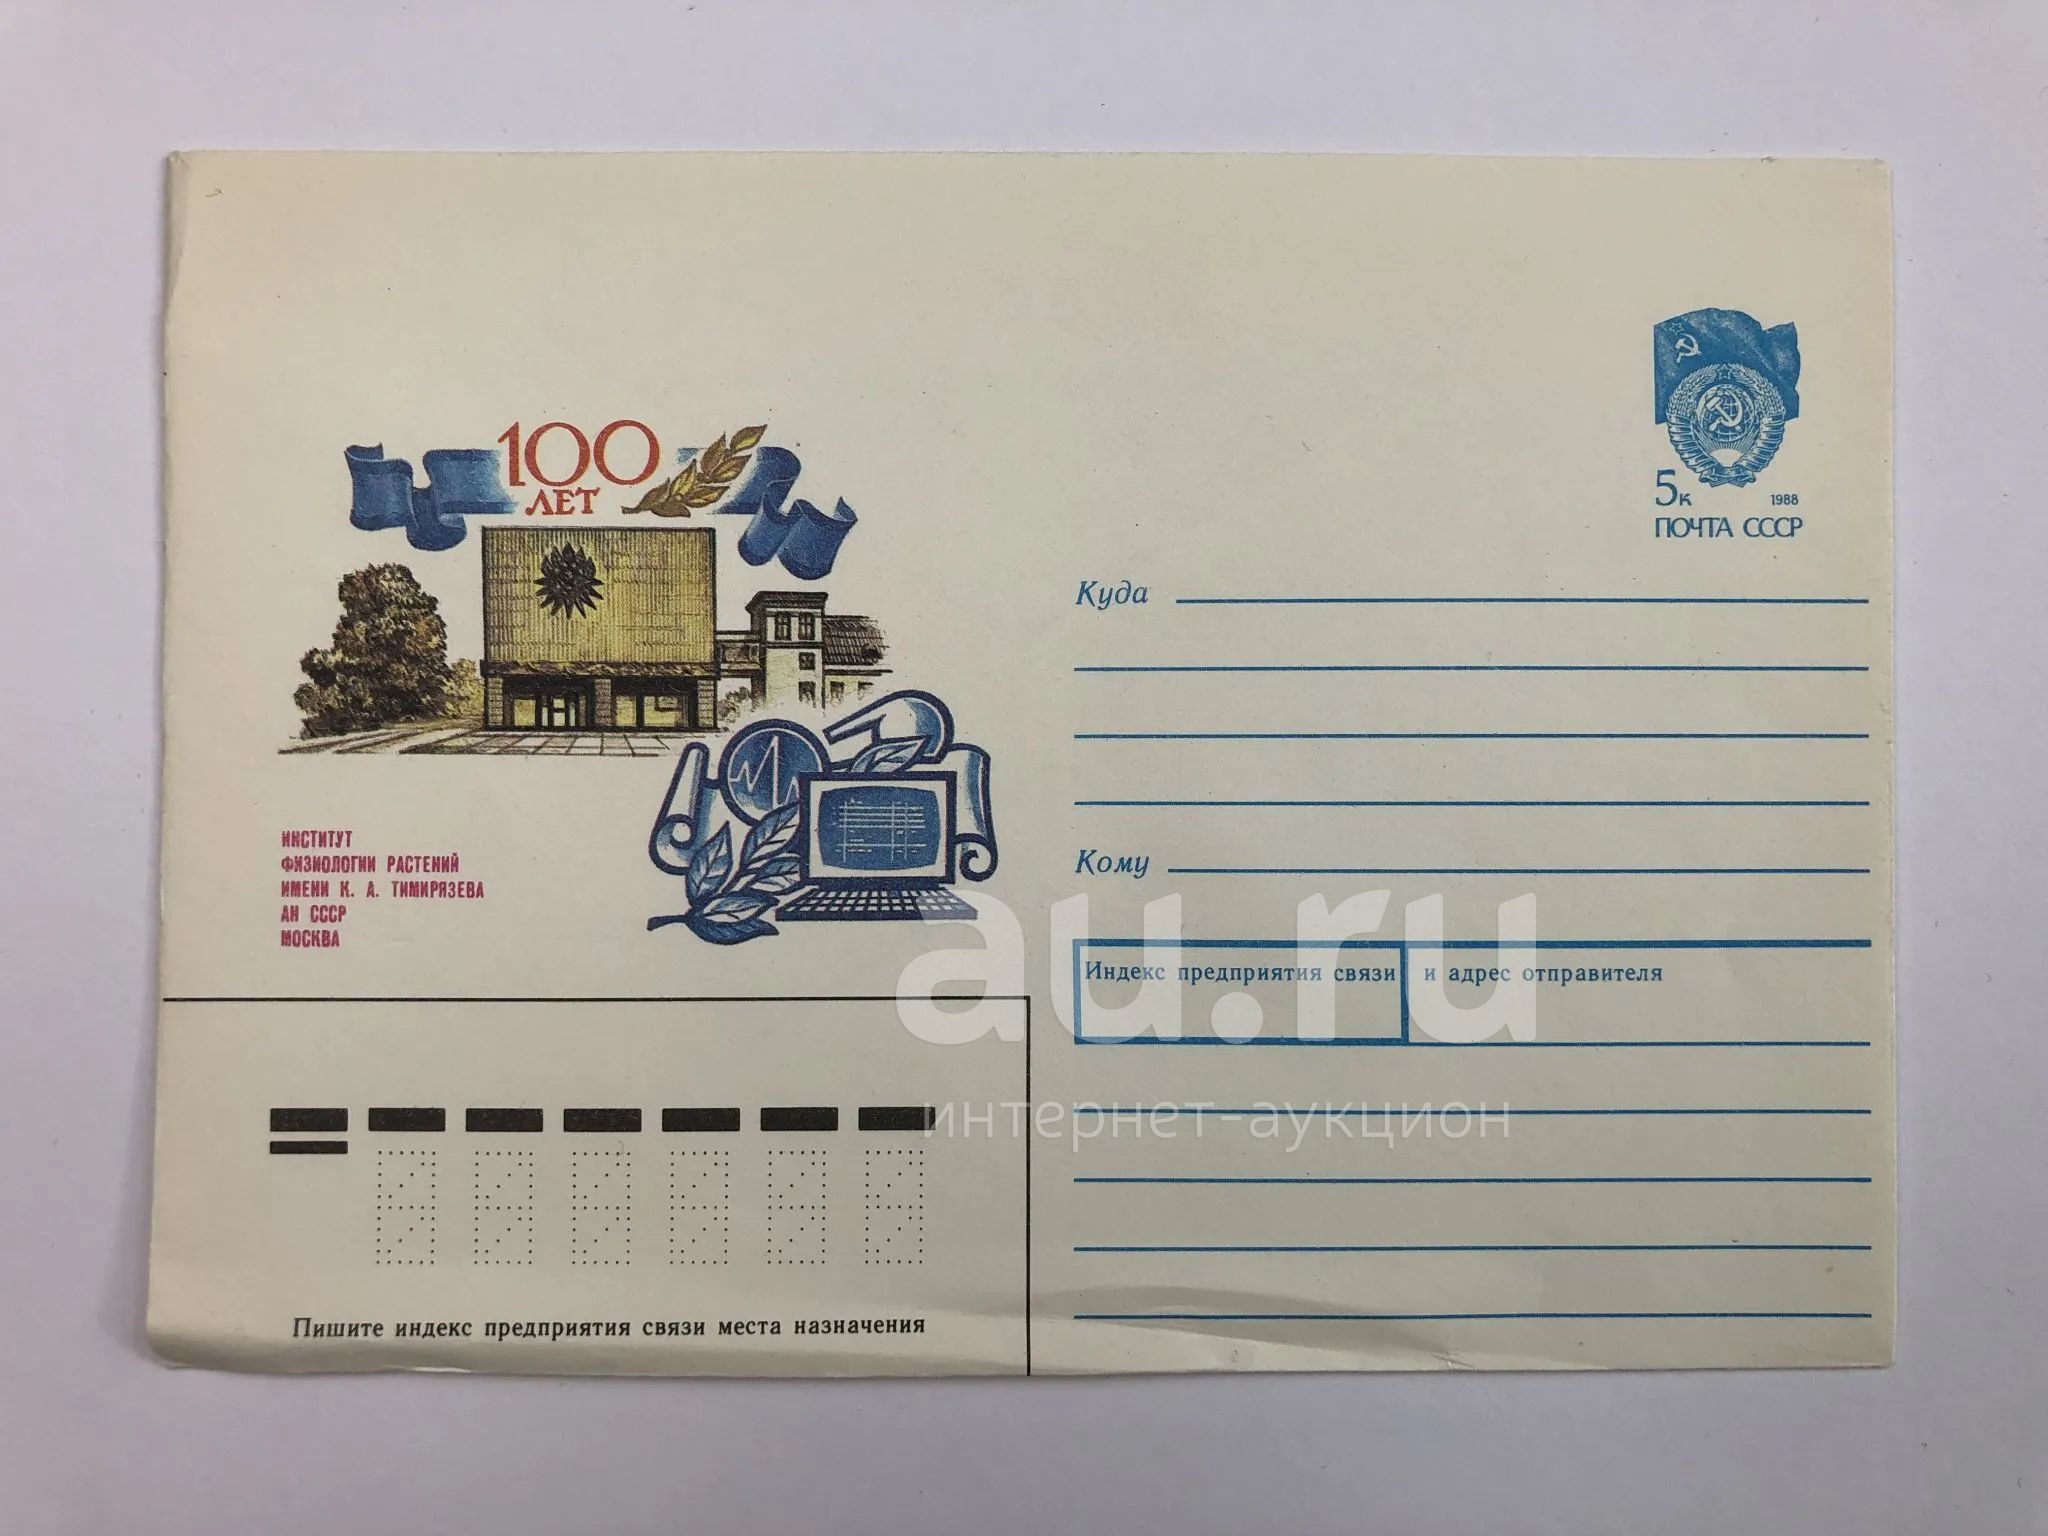 100
ЛЕТ
ИНСТИТУТ
ФИЗИОЛОГИИ РАСТЕНИЙ
ИМЕНИ К. А. ТИМИРЯЗЕВА
АН СССР
МОСКВА
5к 1988
ПОЧТА СССР
Куда
Кому
Индекс предприятия связи и адрес отправителя
Пишите индекс предприятия связи места назначения
au.ru
интернет-аукцион